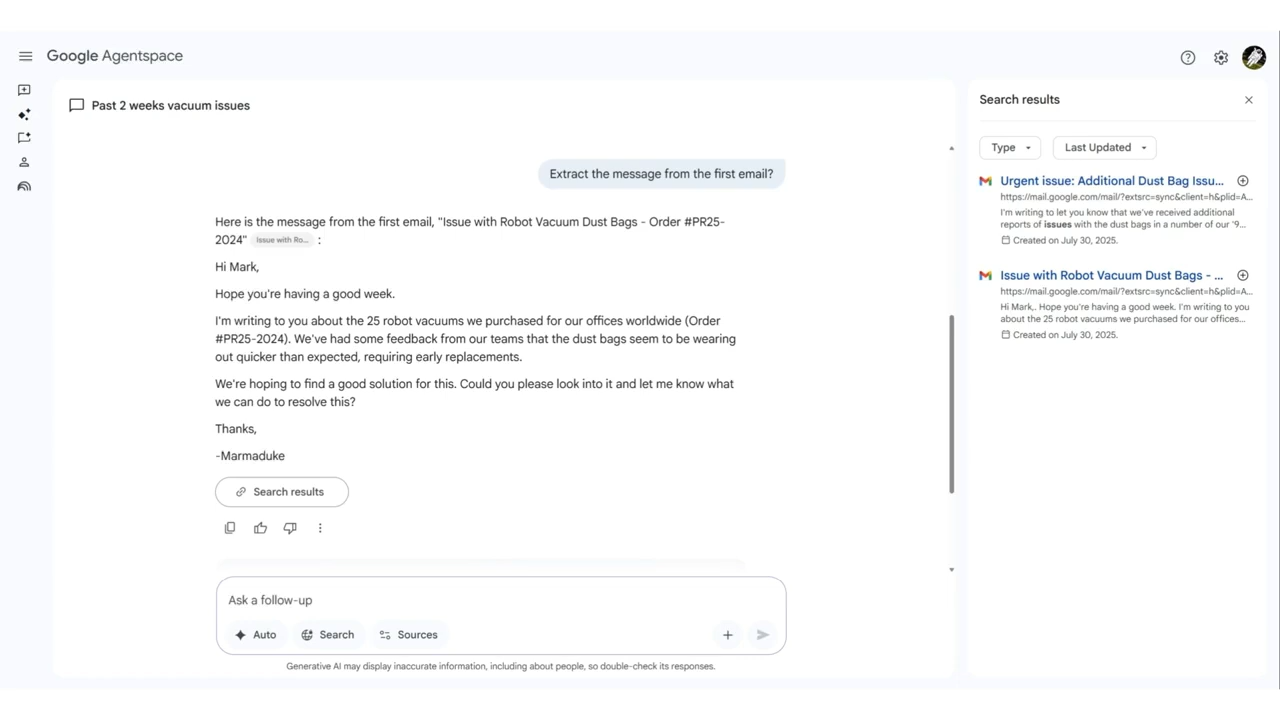 Google Agentspace
Past 2 weeks vacuum issues
Extract the message from the first email?
Here is the message from the first email, "Issue with Robot Vacuum Dust Bags - Order #PR25-
2024" Issue with Ro... :
Hi Mark,
Hope you're having a good week.
I'm writing to you about the 25 robot vacuums we purchased for our offices worldwide (Order
#PR25-2024). We've had some feedback from our teams that the dust bags seem to be wearing
out quicker than expected, requiring early replacements.
We're hoping to find a good solution for this. Could you please look into it and let me know what
we can do to resolve this?
Thanks,
-Marmaduke
Search results
Ask a follow-up
Auto Search Sources
Generative AI may display inaccurate information, including about people, so double-check its responses.
Search results
Type Last Updated
Urgent issue: Additional Dust Bag Issu...
https://mail.google.com/mail/?extsrc=sync&client=h&plid=A...
I'm writing to let you know that we've received additional
reports of issues with the dust bags in a number of our '9...
Created on July 30, 2025.
Issue with Robot Vacuum Dust Bags - ...
https://mail.google.com/mail/?extsrc=sync&client=h&plid=A...
Hi Mark,. Hope you're having a good week. I'm writing to you
about the 25 robot vacuums we purchased for our offices...
Created on July 30, 2025.